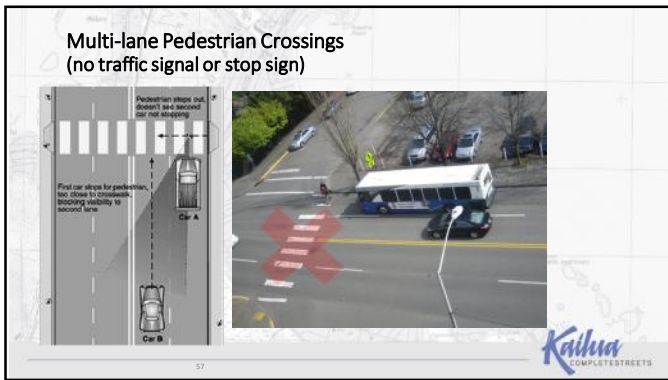 Multi-lane Pedestrian Crossings
(no traffic signal or stop sign)
Pedestrian stops out,
doesn't see second
car not stopping
First car stops for pedestrian,
too close to crosswalk,
blocking visibility to
second lane
Car A
Car B
57
Kailua
COMPLETESTREETS